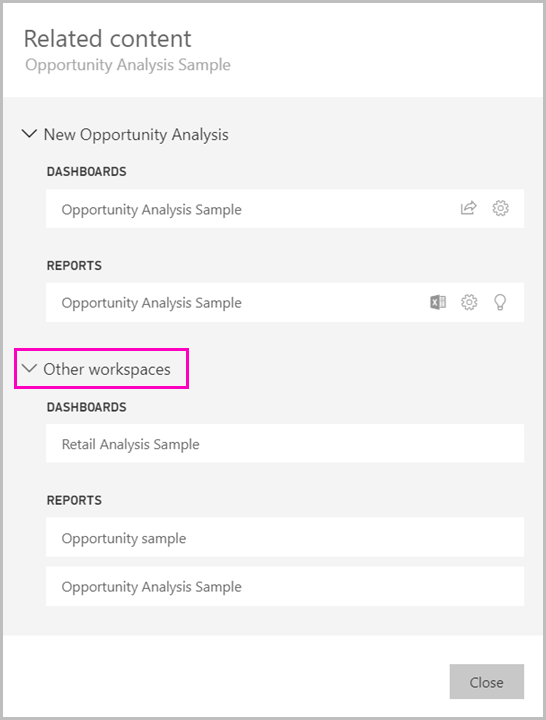 Related content
Opportunity Analysis Sample
New Opportunity Analysis
DASHBOARDS
Opportunity Analysis Sample
REPORTS
Opportunity Analysis Sample
Other workspaces
DASHBOARDS
Retail Analysis Sample
REPORTS
Opportunity sample
Opportunity Analysis Sample
Close